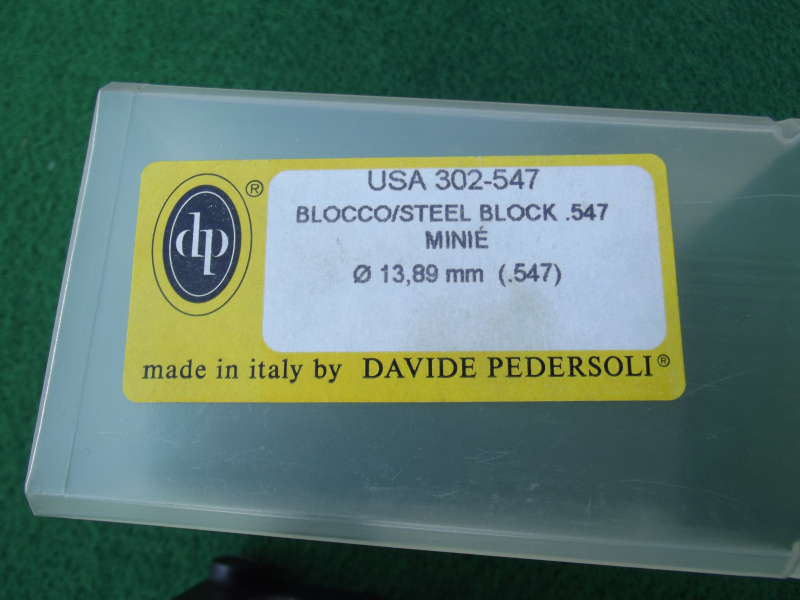 USA 302-547
BLOCCO/STEEL BLOCK .547
MINIÉ
Ø 13,89 mm (.547)
dp ®
made in italy by DAVIDE PEDERSOLI®